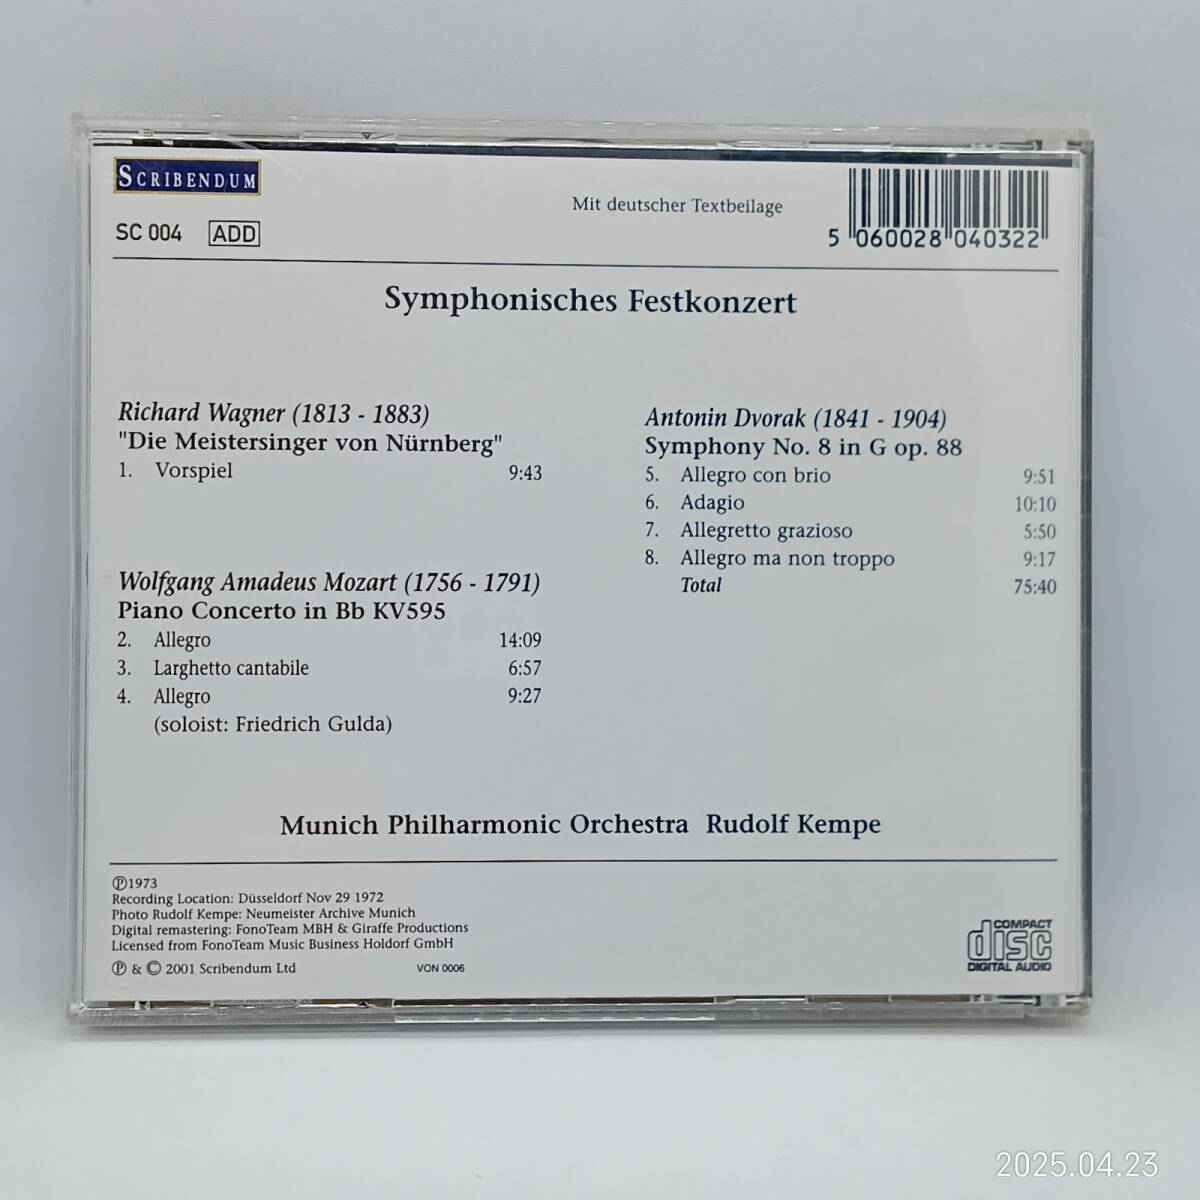 SCRIBENDUM
SC 004 ADD
Mit deutscher Textbeilage
5 060028 040322
Symphonisches Festkonzert
Richard Wagner (1813 - 1883)
"Die Meistersinger von Nürnberg"
1. Vorspiel 9:43
Wolfgang Amadeus Mozart (1756 - 1791)
Piano Concerto in Bb KV595
2. Allegro 14:09
3. Larghetto cantabile 6:57
4. Allegro 9:27
(soloist: Friedrich Gulda)
Antonin Dvorak (1841 - 1904)
Symphony No. 8 in G op. 88
5. Allegro con brio 9:51
6. Adagio 10:10
7. Allegretto grazioso 5:50
8. Allegro ma non troppo 9:17
Total 75:40
Munich Philharmonic Orchestra Rudolf Kempe
℗1973
Recording Location: Düsseldorf Nov 29 1972
Photo Rudolf Kempe: Neumeister Archive Munich
Digital remastering: FonoTeam MBH & Giraffe Productions
Licensed from FonoTeam Music Business Holdorf GmbH
℗ & © 2001 Scribendum Ltd VON 0006
COMPACT
disc
DIGITAL AUDIO
2025.04.23